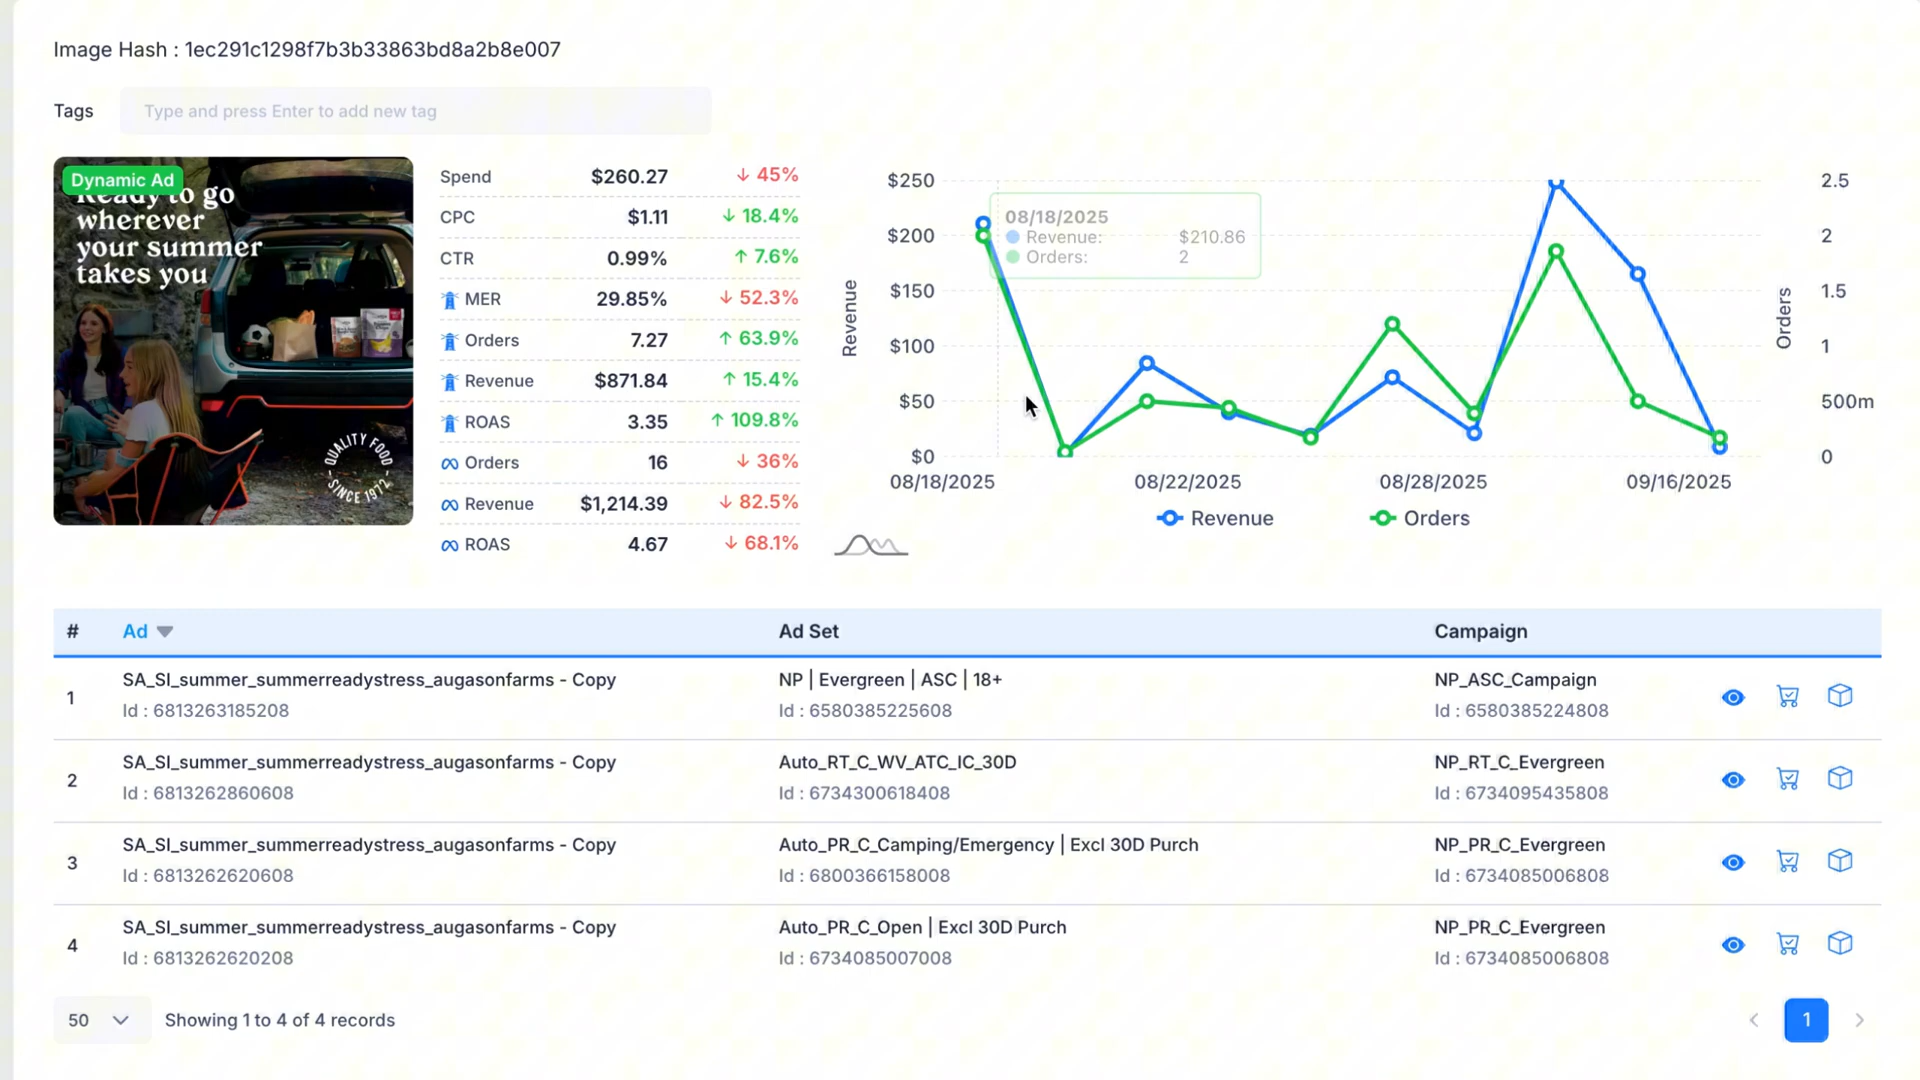 Image Hash : 1ec291c1298f7b3b33863bd8a2b8e007
Tags
Type and press Enter to add new tag
Dynamic Ad
Ready to go
wherever
your summer
takes you
QUALITY FOOD
- SINCE 1972 -
Spend $260.27 ↓ 45%
CPC $1.11 ↓ 18.4%
CTR 0.99% ↑ 7.6%
MER 29.85% ↓ 52.3%
Orders 7.27 ↑ 63.9%
Revenue $871.84 ↑ 15.4%
ROAS 3.35 ↑ 109.8%
Orders 16 ↓ 36%
Revenue $1,214.39 ↓ 82.5%
ROAS 4.67 ↓ 68.1%
Revenue
$250
$200
$150
$100
$50
$0
08/18/2025
Revenue: $210.86
Orders: 2
2.5
2
1.5
1
500m
0
Orders
08/18/2025 08/22/2025 08/28/2025 09/16/2025
Revenue Orders
# Ad Ad Set Campaign
1 SA_SI_summer_summerreadystress_augasonfarms - Copy NP | Evergreen | ASC | 18+ NP_ASC_Campaign
Id : 6813263185208 Id : 6580385225608 Id : 6580385224808
2 SA_SI_summer_summerreadystress_augasonfarms - Copy Auto_RT_C_WV_ATC_IC_30D NP_RT_C_Evergreen
Id : 6813262860608 Id : 6734300618408 Id : 6734095435808
3 SA_SI_summer_summerreadystress_augasonfarms - Copy Auto_PR_C_Camping/Emergency | Excl 30D Purch NP_PR_C_Evergreen
Id : 6813262620608 Id : 6800366158008 Id : 6734085006808
4 SA_SI_summer_summerreadystress_augasonfarms - Copy Auto_PR_C_Open | Excl 30D Purch NP_PR_C_Evergreen
Id : 6813262620208 Id : 6734085007008 Id : 6734085006808
50 Showing 1 to 4 of 4 records 1